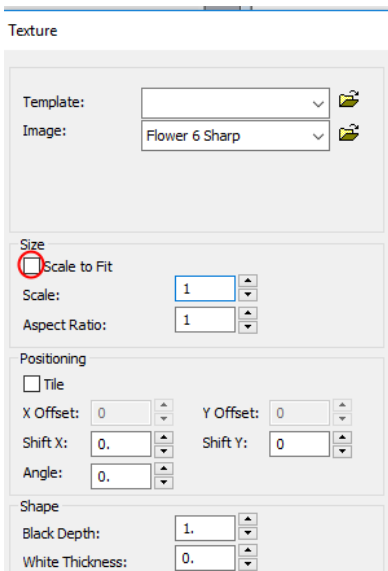 Texture
Template:
Image: Flower 6 Sharp
Size
Scale to Fit
Scale: 1
Aspect Ratio: 1
Positioning
Tile
X Offset: 0 Y Offset: 0
Shift X: 0. Shift Y: 0
Angle: 0.
Shape
Black Depth: 1.
White Thickness: 0.